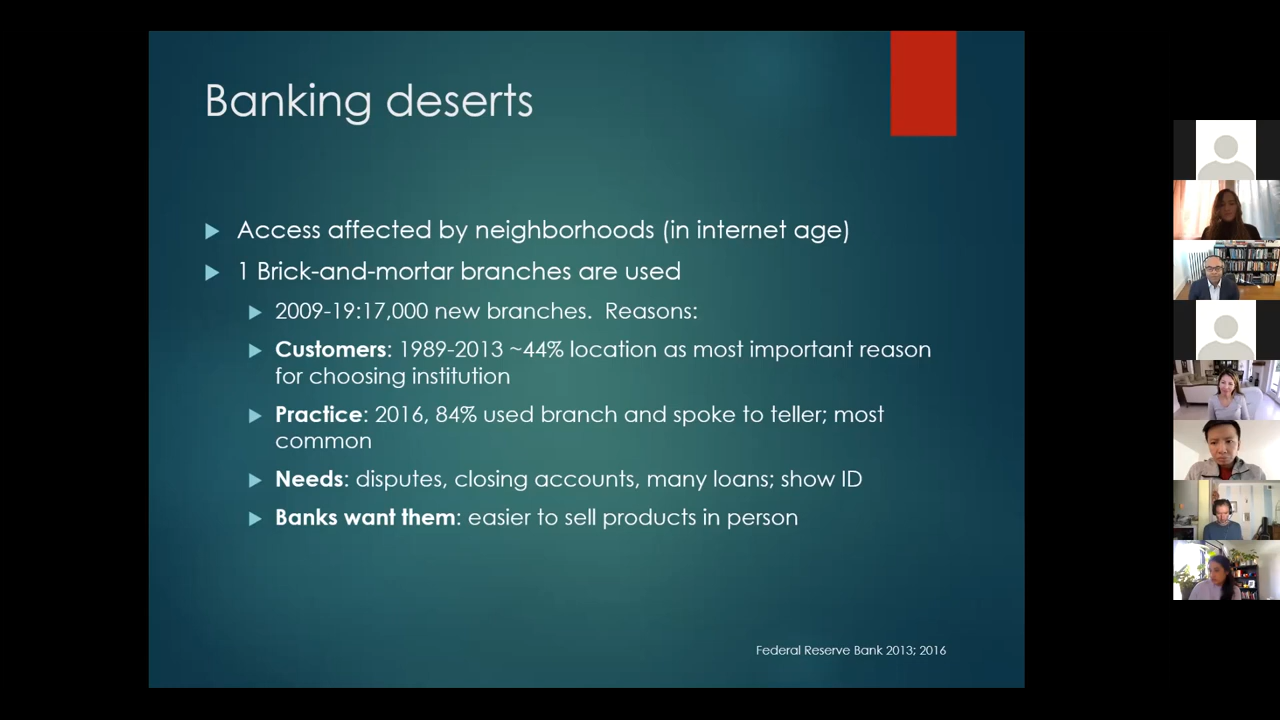 Banking deserts
Access affected by neighborhoods (in internet age)
1 Brick-and-mortar branches are used
2009-19:17,000 new branches.  Reasons:
Customers: 1989-2013 ~44% location as most important reason
for choosing institution
Practice: 2016, 84% used branch and spoke to teller; most
common
Needs: disputes, closing accounts, many loans; show ID
Banks want them: easier to sell products in person
Federal Reserve Bank 2013; 2016